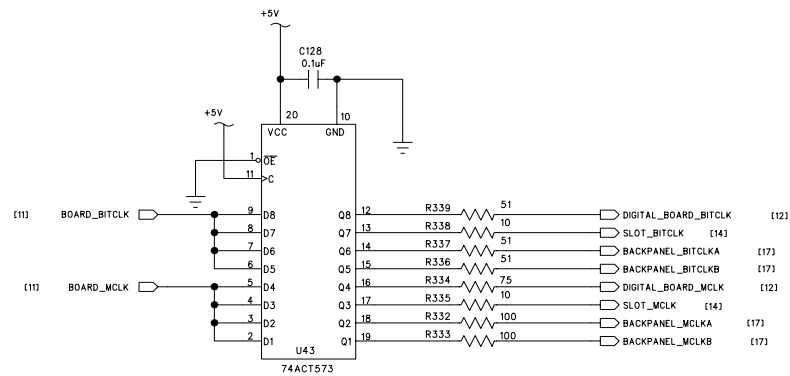 +5V
C128
0.1uF
+5V
20 10
VCC GND
1 OE
11 C
[11] BOARD_BITCLK 9 D8 Q8 12 R339 51 DIGITAL_BOARD_BITCLK [12]
8 D7 Q7 13 R338 10 SLOT_BITCLK [14]
7 D6 Q6 14 R337 51 BACKPANEL_BITCLKA [17]
6 D5 Q5 15 R336 51 BACKPANEL_BITCLKB [17]
[11] BOARD_MCLK 5 D4 Q4 16 R334 75 DIGITAL_BOARD_MCLK [12]
4 D3 Q3 17 R335 10 SLOT_MCLK [14]
3 D2 Q2 18 R332 100 BACKPANEL_MCLKA [17]
2 D1 Q1 19 R333 100 BACKPANEL_MCLKB [17]
U43
74ACT573